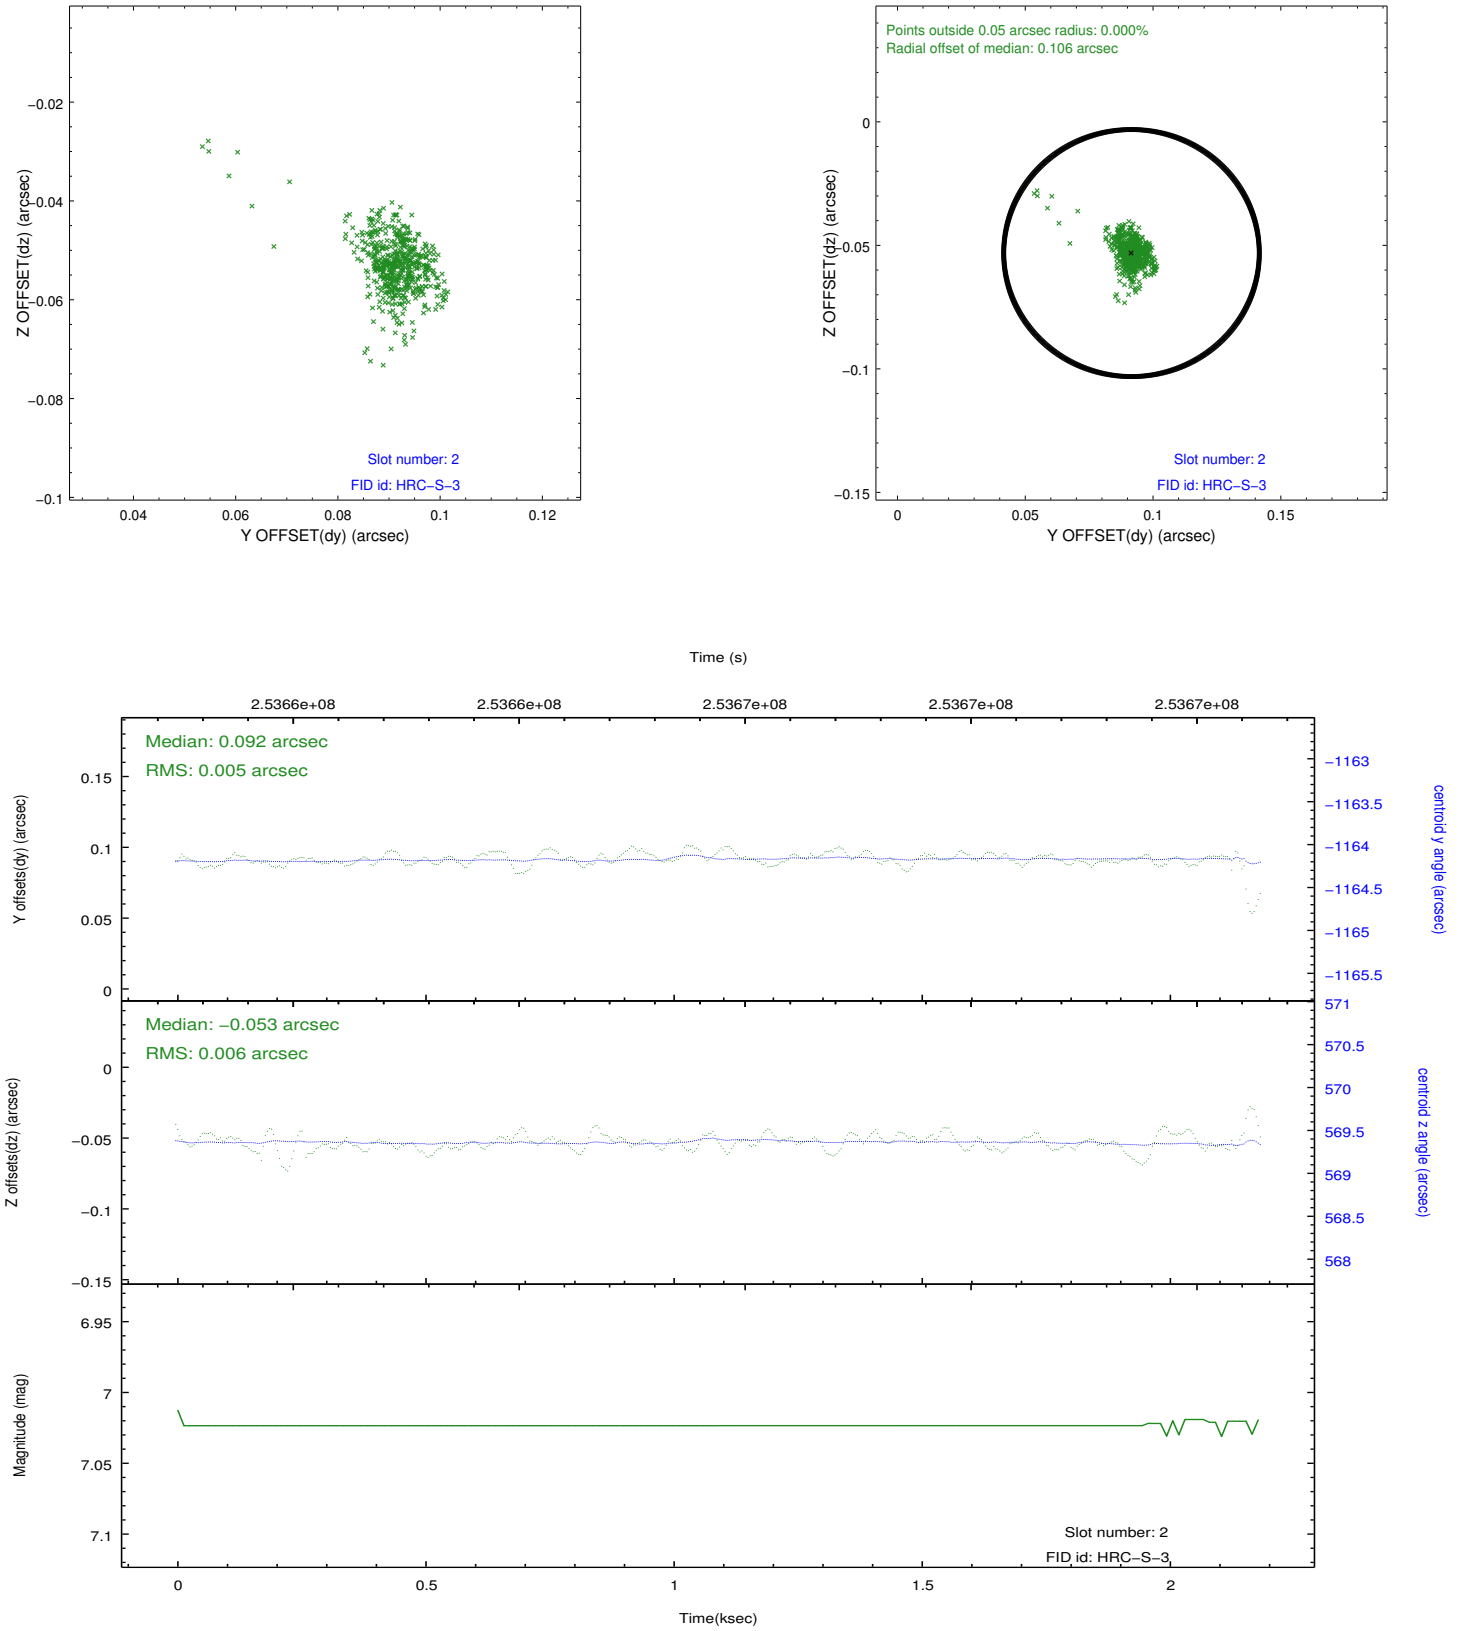 −0.02
−0.04
−0.06
−0.08
−0.1
Z OFFSET(dz) (arcsec)
Slot number: 2
FID id: HRC−S−3
0.04 0.06 0.08 0.1 0.12
Y OFFSET(dy) (arcsec)
Points outside 0.05 arcsec radius: 0.000%
Radial offset of median: 0.106 arcsec
0
−0.05
−0.1
−0.15
Z OFFSET(dz) (arcsec)
Slot number: 2
FID id: HRC−S−3
0 0.05 0.1 0.15
Y OFFSET(dy) (arcsec)
Time (s)
2.5366e+08 2.5366e+08 2.5367e+08 2.5367e+08 2.5367e+08
Median: 0.092 arcsec
RMS: 0.005 arcsec
0.15
0.1
0.05
0
Y offsets(dy) (arcsec)
−1163
−1163.5
−1164
−1164.5
−1165
−1165.5
centroid y angle (arcsec)
Median: −0.053 arcsec
RMS: 0.006 arcsec
0
−0.05
−0.1
−0.15
Z offsets(dz) (arcsec)
571
570.5
570
569.5
569
568.5
568
centroid z angle (arcsec)
6.95
7
7.05
7.1
Magnitude (mag)
Slot number: 2
FID id: HRC−S−3
0 0.5 1 1.5 2
Time(ksec)